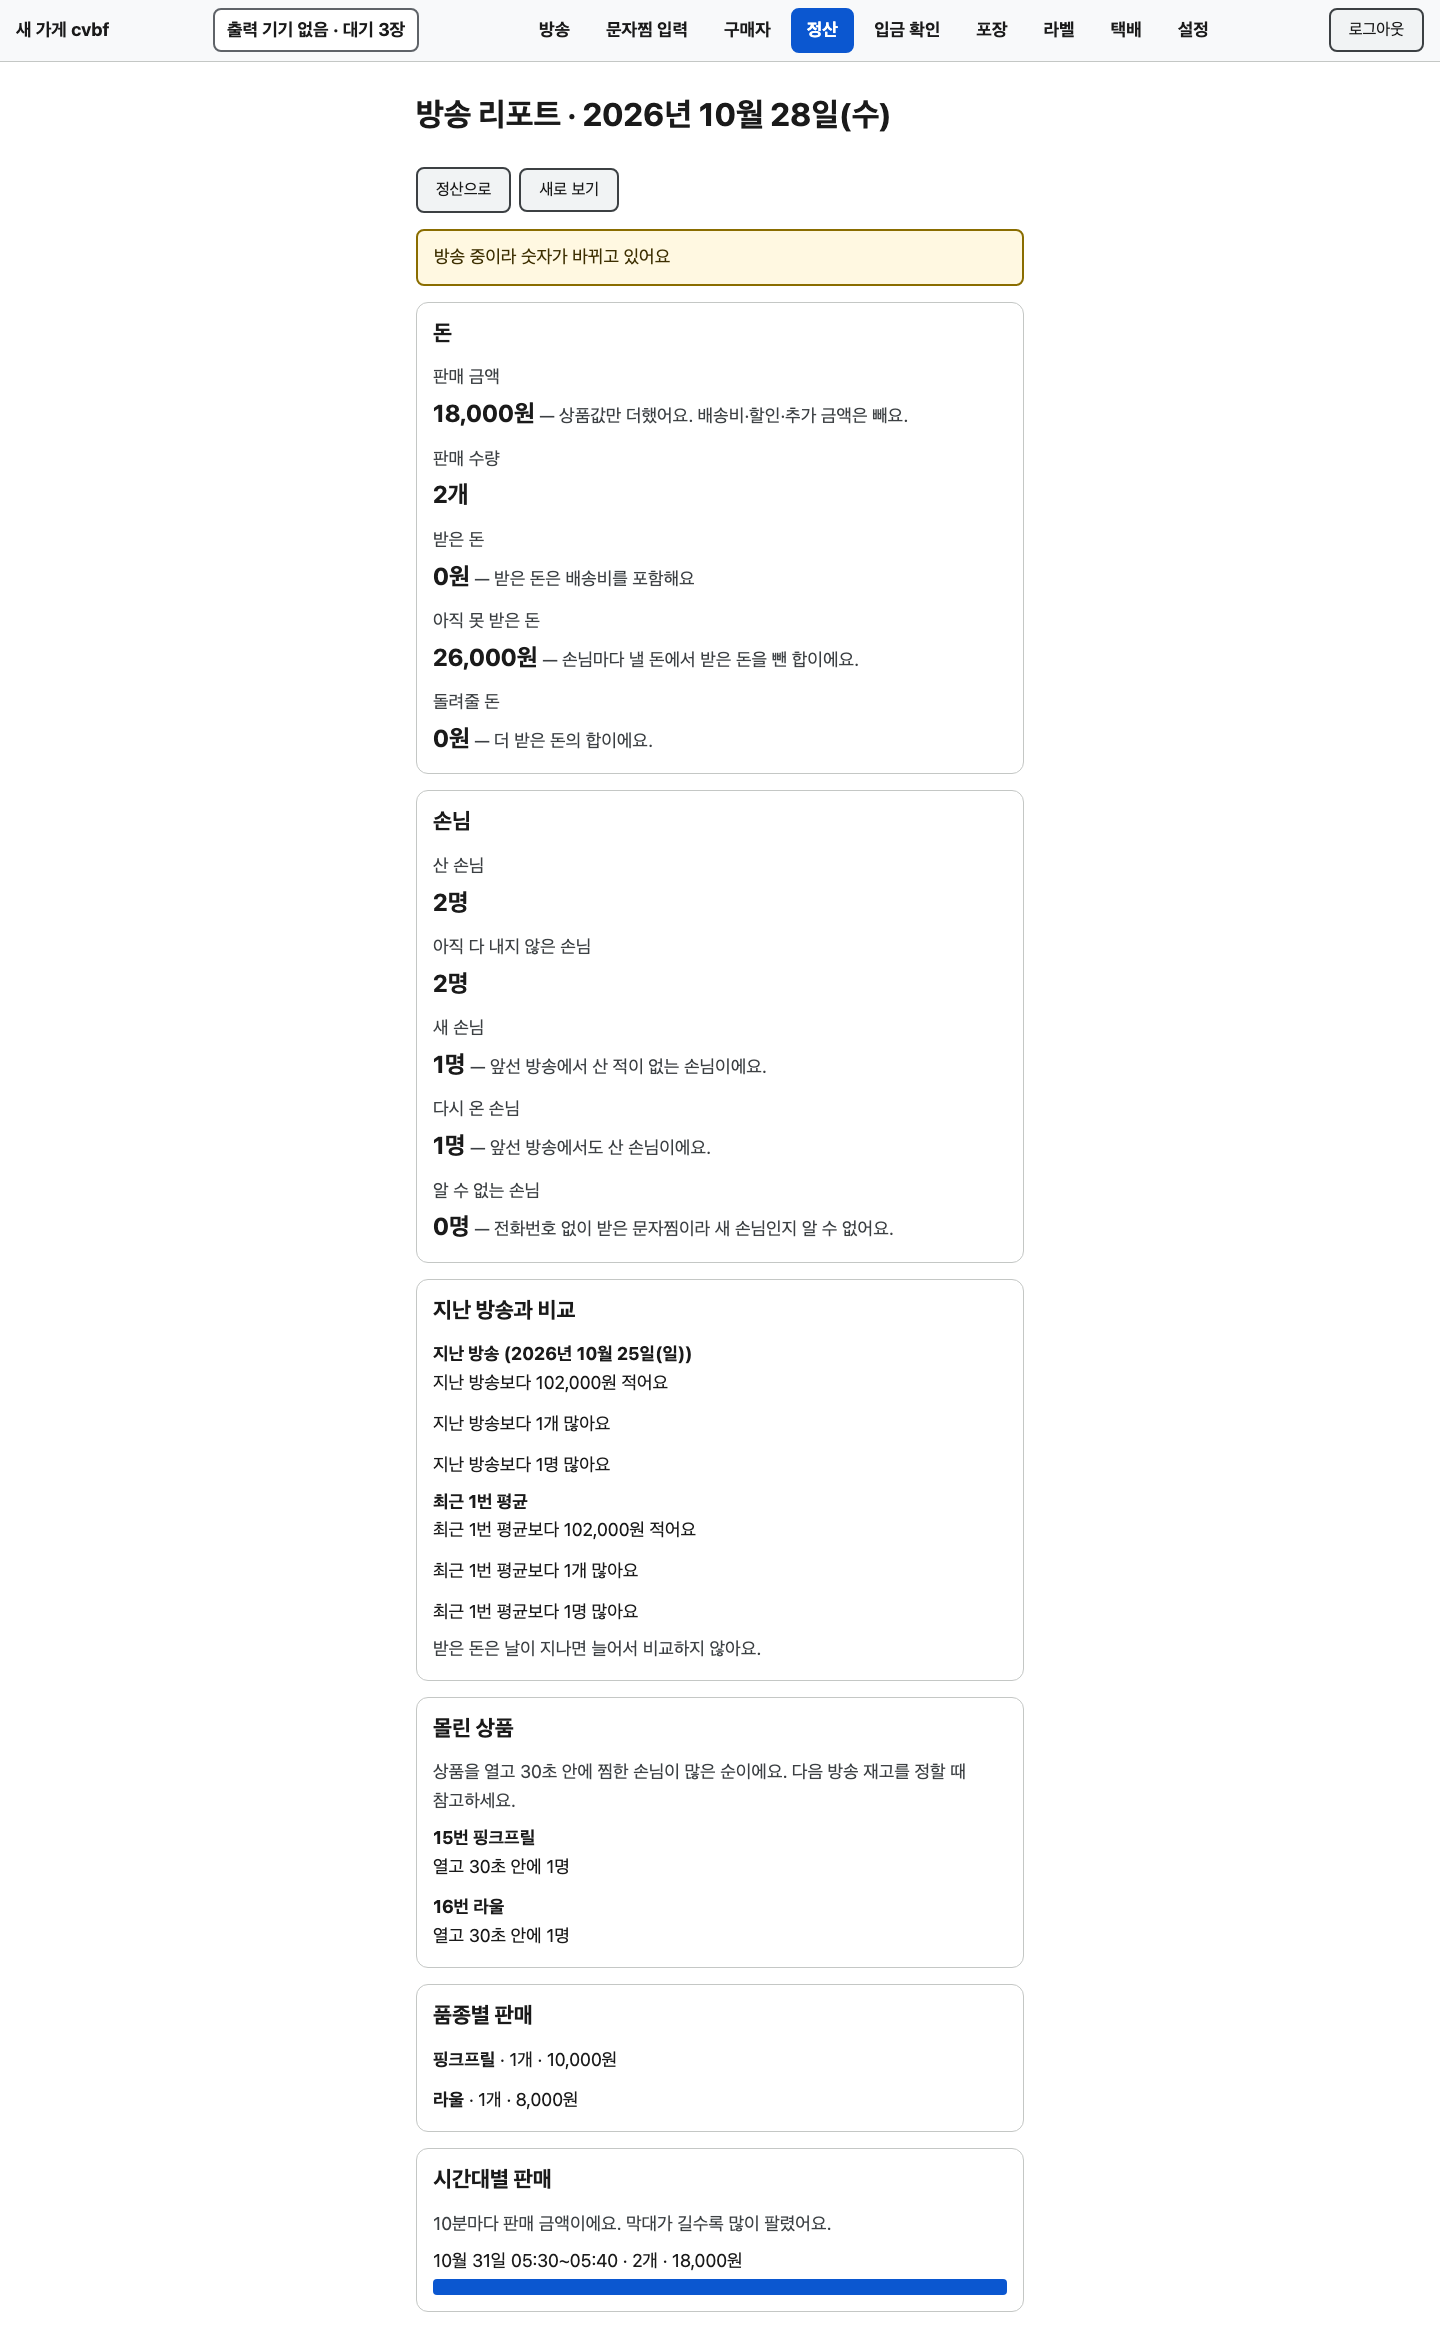 새 가게 cvbf
출력 기기 없음 · 대기 3장
방송
문자찜 입력
구매자
정산
입금 확인
포장
라벨
택배
설정
로그아웃
방송 리포트 · 2026년 10월 28일(수)
정산으로
새로 보기
방송 중이라 숫자가 바뀌고 있어요
돈
판매 금액
18,000원 — 상품값만 더했어요. 배송비·할인·추가 금액은 빼요.
판매 수량
2개
받은 돈
0원 — 받은 돈은 배송비를 포함해요
아직 못 받은 돈
26,000원 — 손님마다 낼 돈에서 받은 돈을 뺀 합이에요.
돌려줄 돈
0원 — 더 받은 돈의 합이에요.
손님
산 손님
2명
아직 다 내지 않은 손님
2명
새 손님
1명 — 앞선 방송에서 산 적이 없는 손님이에요.
다시 온 손님
1명 — 앞선 방송에서도 산 손님이에요.
알 수 없는 손님
0명 — 전화번호 없이 받은 문자찜이라 새 손님인지 알 수 없어요.
지난 방송과 비교
지난 방송 (2026년 10월 25일(일))
지난 방송보다 102,000원 적어요
지난 방송보다 1개 많아요
지난 방송보다 1명 많아요
최근 1번 평균
최근 1번 평균보다 102,000원 적어요
최근 1번 평균보다 1개 많아요
최근 1번 평균보다 1명 많아요
받은 돈은 날이 지나면 늘어서 비교하지 않아요.
몰린 상품
상품을 열고 30초 안에 찜한 손님이 많은 순이에요. 다음 방송 재고를 정할 때
참고하세요.
15번 핑크프릴
열고 30초 안에 1명
16번 라울
열고 30초 안에 1명
품종별 판매
핑크프릴 · 1개 · 10,000원
라울 · 1개 · 8,000원
시간대별 판매
10분마다 판매 금액이에요. 막대가 길수록 많이 팔렸어요.
10월 31일 05:30~05:40 · 2개 · 18,000원